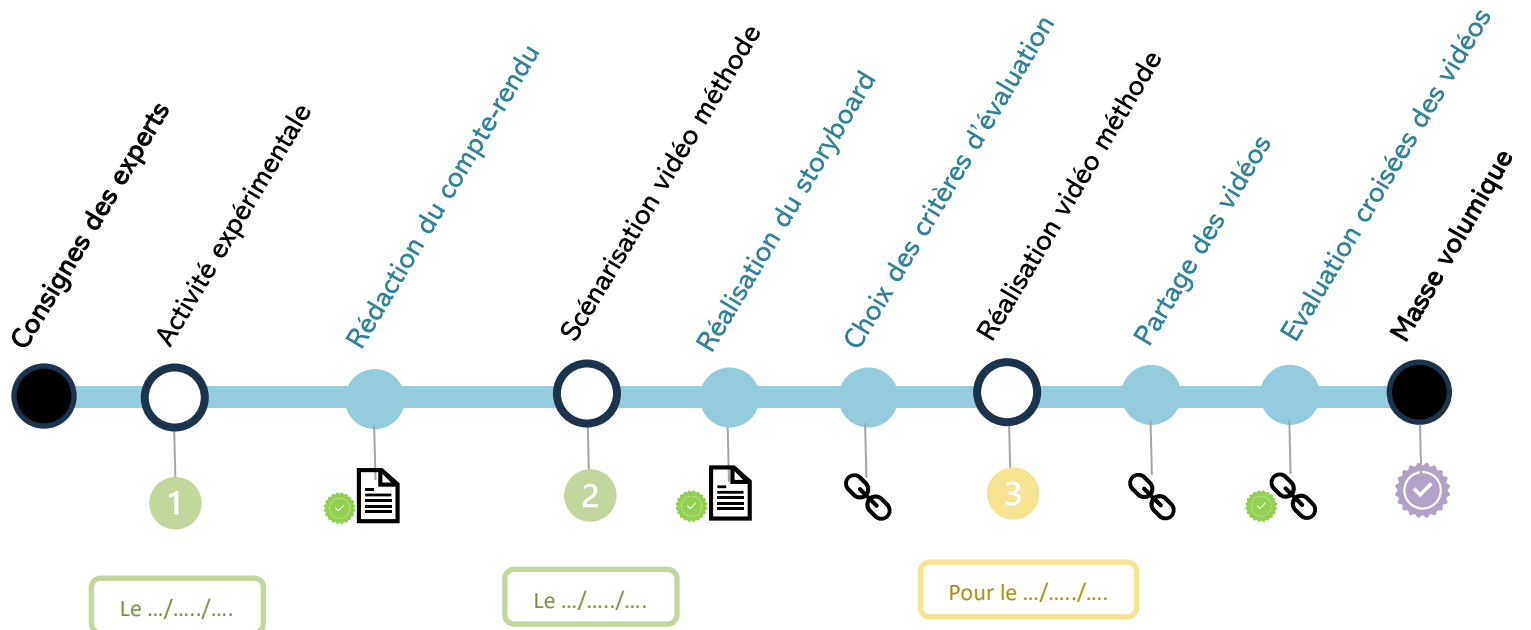 Consignes des experts
Activité expérimentale
Rédaction du compte-rendu
Scénarisation vidéo méthode
Réalisation du storyboard
Choix des critères d'évaluation
Réalisation vidéo méthode
Partage des vidéos
Evaluation croisées des vidéos
Masse volumique
1
2
3
Le …/…../….
Le …/…../….
Pour le …/…../….